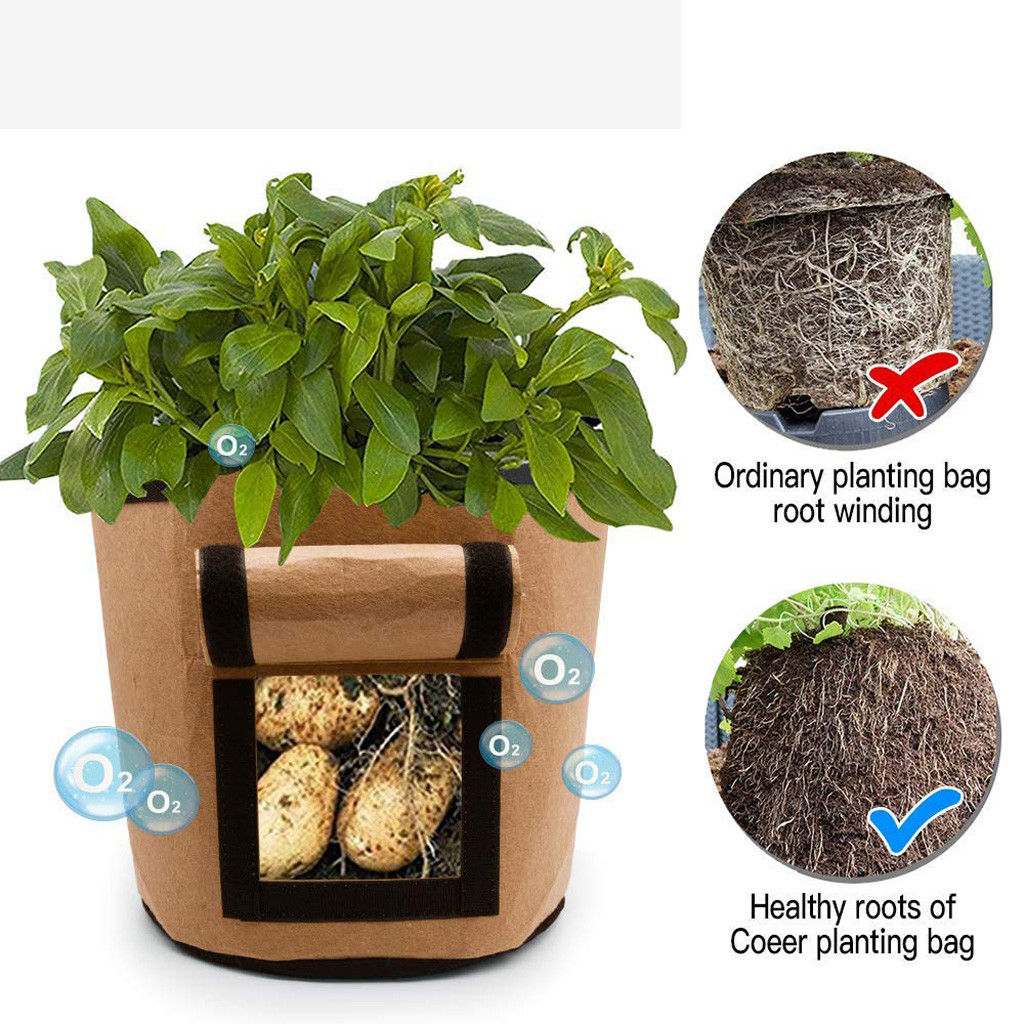 O2
Ordinary planting bag
root winding
O2
O2
O2
O2
O2
Healthy roots of
Coeer planting bag